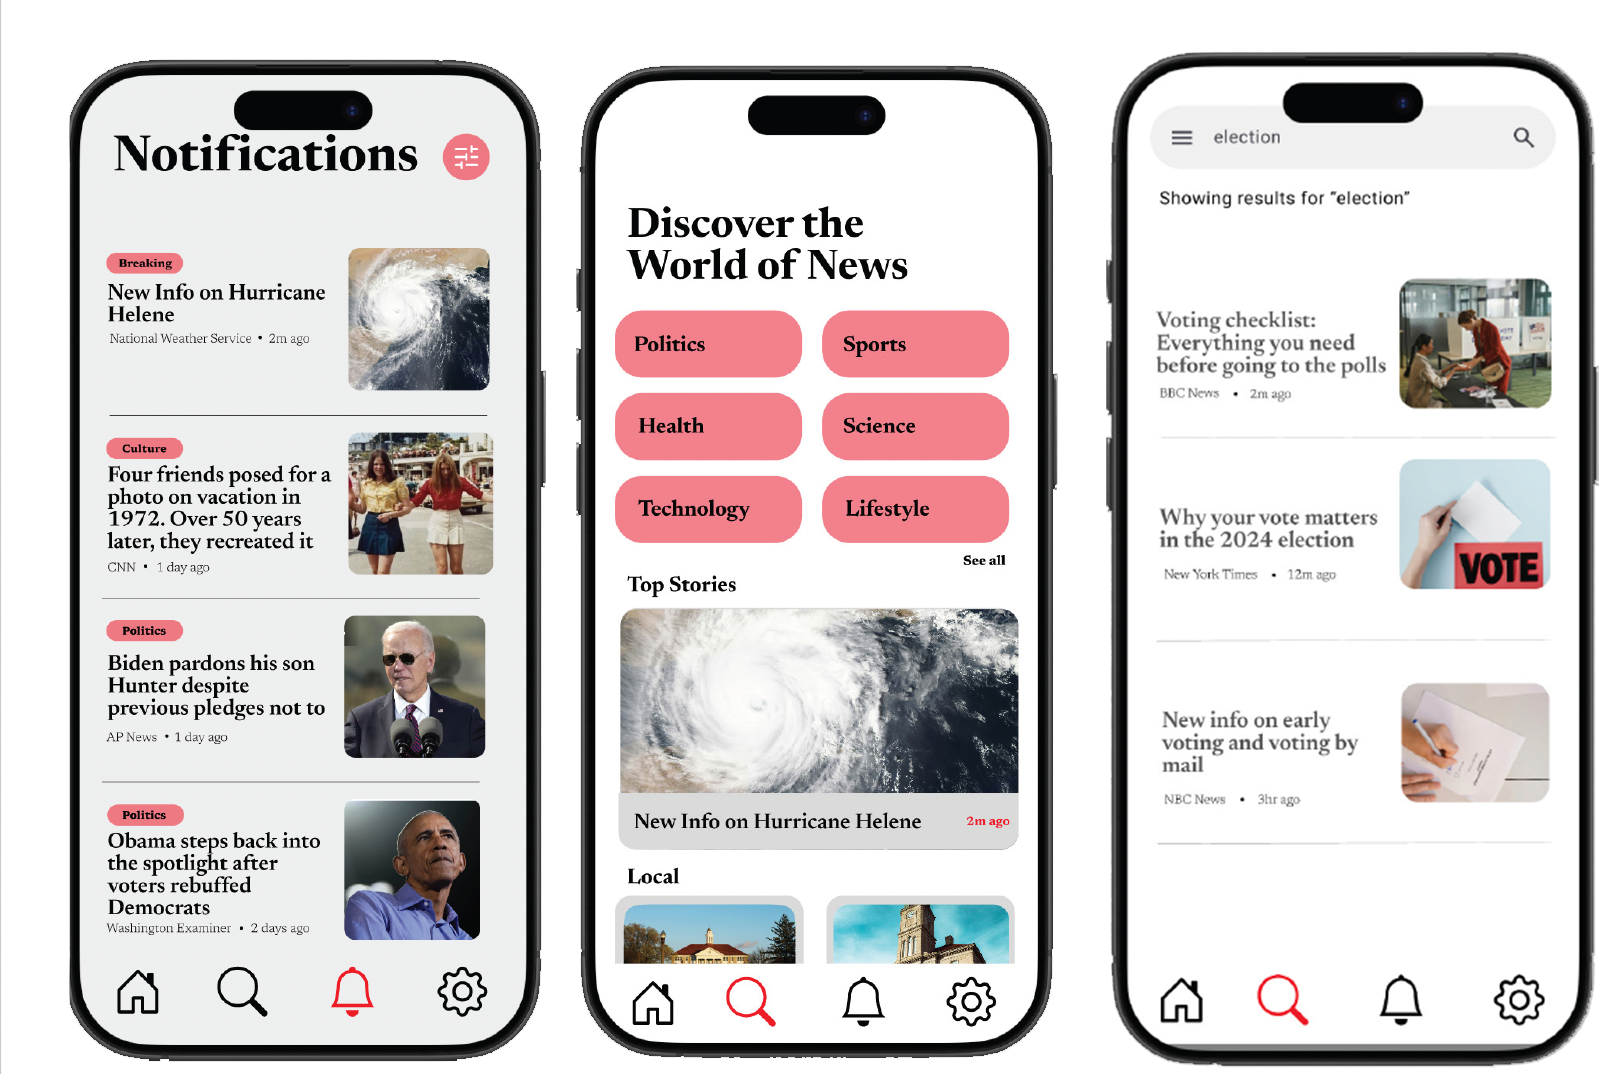 Notifications
Breaking
New Info on Hurricane
Helene
National Weather Service • 2m ago
Culture
Four friends posed for a
photo on vacation in
1972. Over 50 years
later, they recreated it
CNN • 1 day ago
Politics
Biden pardons his son
Hunter despite
previous pledges not to
AP News • 1 day ago
Politics
Obama steps back into
the spotlight after
voters rebuffed
Democrats
Washington Examiner • 2 days ago
Discover the
World of News
Politics
Sports
Health
Science
Technology
Lifestyle
See all
Top Stories
New Info on Hurricane Helene
2m ago
Local
election
Showing results for “election”
Voting checklist:
Everything you need
before going to the polls
BBC News • 2m ago
VOTE
Why your vote matters
in the 2024 election
New York Times • 12m ago
VOTE
New info on early
voting and voting by
mail
NBC News • 3hr ago